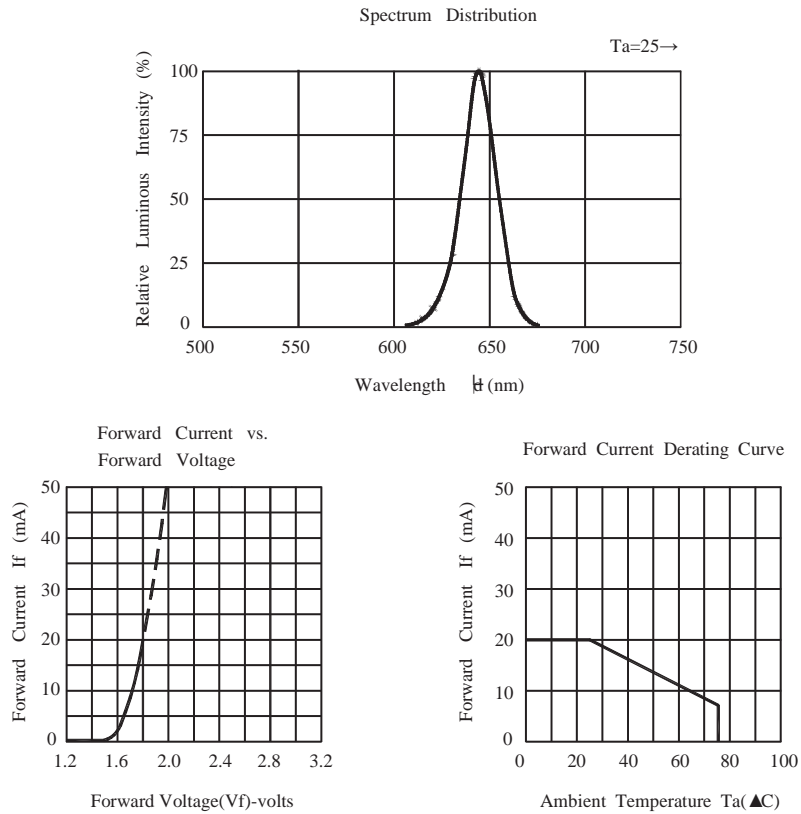 Spectrum Distribution
Ta=25→
Relative Luminous Intensity (%)
100
75
50
25
0
500 550 600 650 700 750
Wavelength (nm)
Forward Current vs.
Forward Voltage
Forward Current If (mA)
50
40
30
20
10
0
1.2 1.6 2.0 2.4 2.8 3.2
Forward Voltage(Vf)-volts
Forward Current Derating Curve
Forward Current If (mA)
50
40
30
20
10
0
0 20 40 60 80 100
Ambient Temperature Ta(▲C)